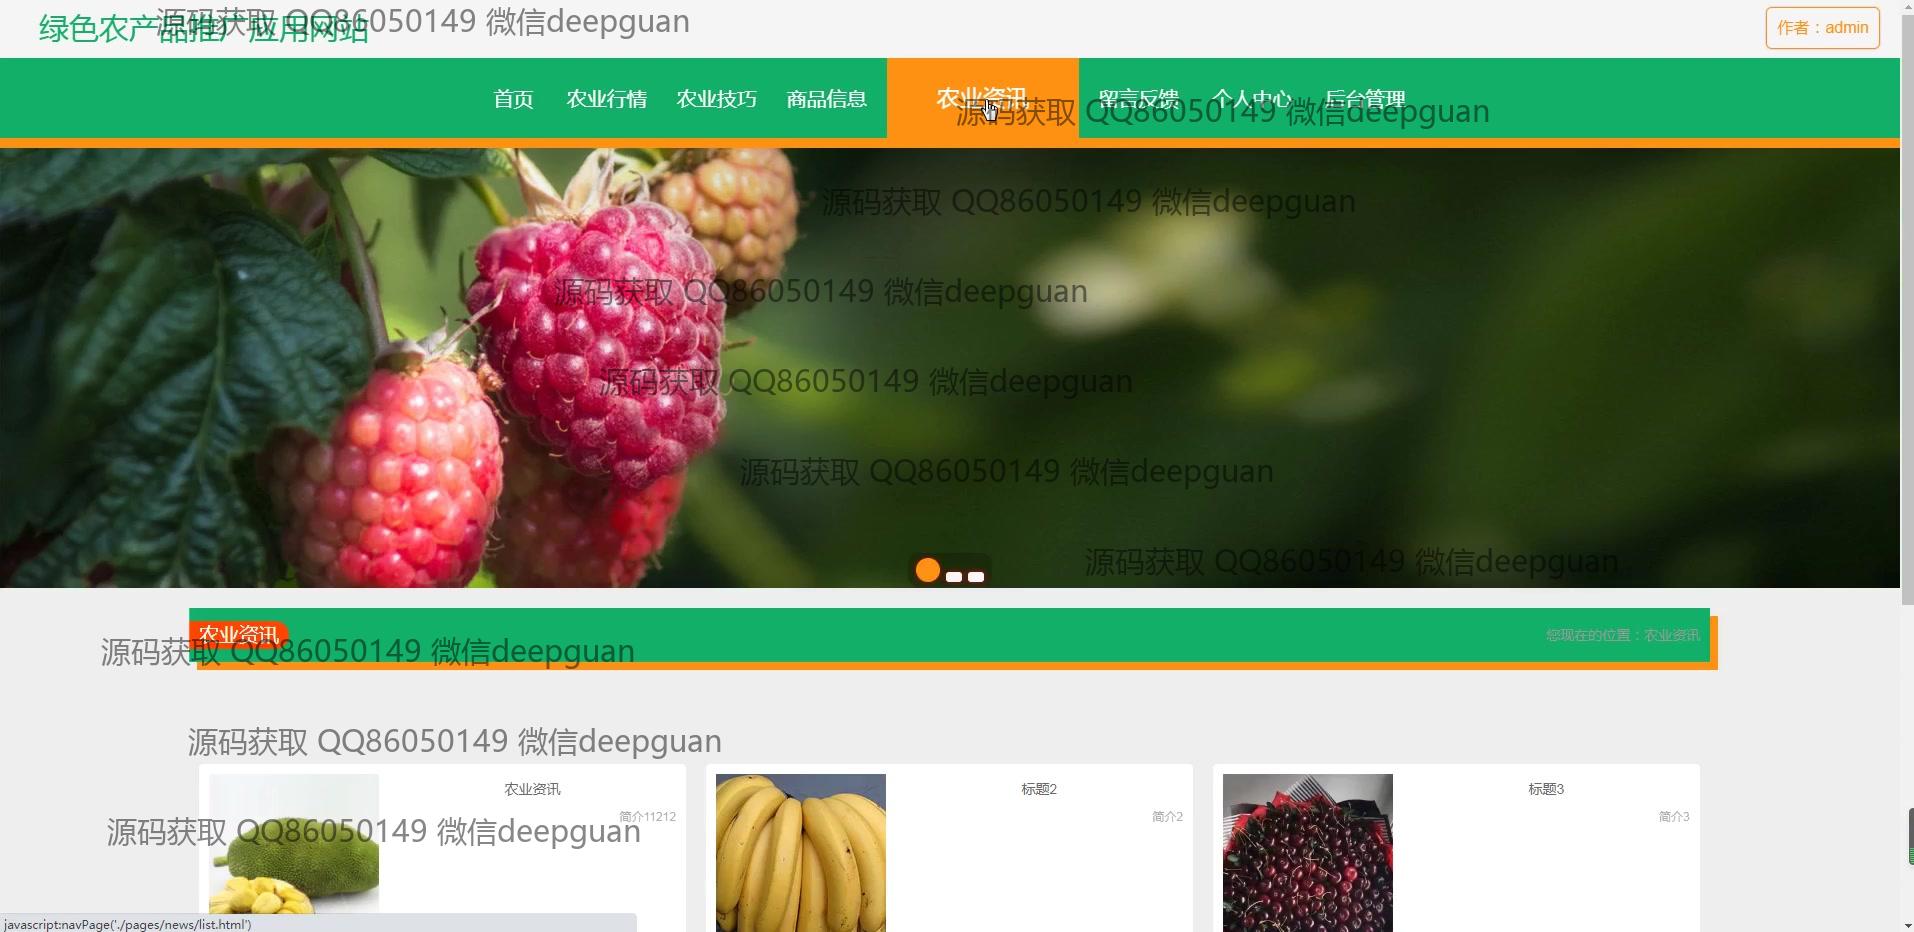 绿色农产品推广应用网站
源码获取 QQ86050149 微信deepguan
作者：admin
首页 农业行情 农业技巧 商品信息 农业资讯 留言反馈 个人中心 后台管理
源码获取 QQ86050149 微信deepguan
源码获取 QQ86050149 微信deepguan
源码获取 QQ86050149 微信deepguan
源码获取 QQ86050149 微信deepguan
源码获取 QQ86050149 微信deepguan
源码获取 QQ86050149 微信deepguan
农业资讯
您现在的位置：农业资讯
源码获取 QQ86050149 微信deepguan
源码获取 QQ86050149 微信deepguan
农业资讯
简介11212
标题2
简介2
标题3
简介3
源码获取 QQ86050149 微信deepguan
javascript:navPage('./pages/news/list.html')